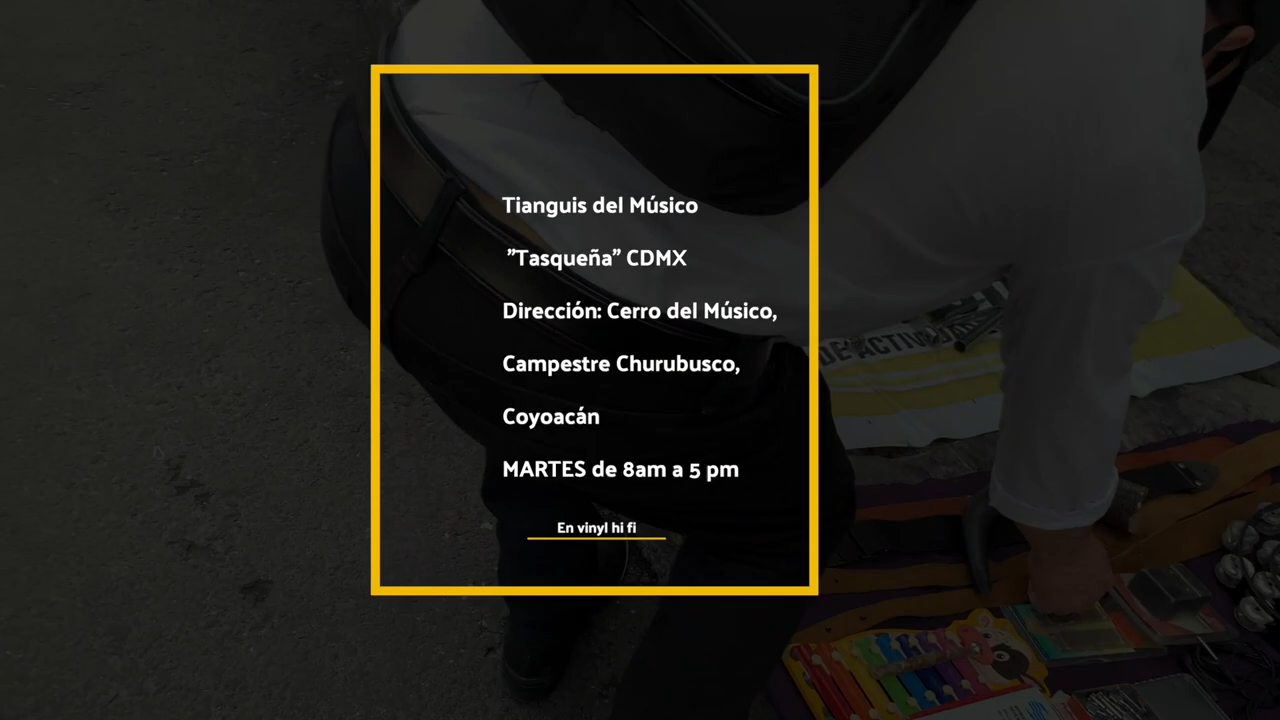 Tianguis del Músico
”Tasqueña” CDMX
Dirección: Cerro del Músico,
Campestre Churubusco,
Coyoacán
MARTES de 8am a 5 pm
En vinyl hi fi